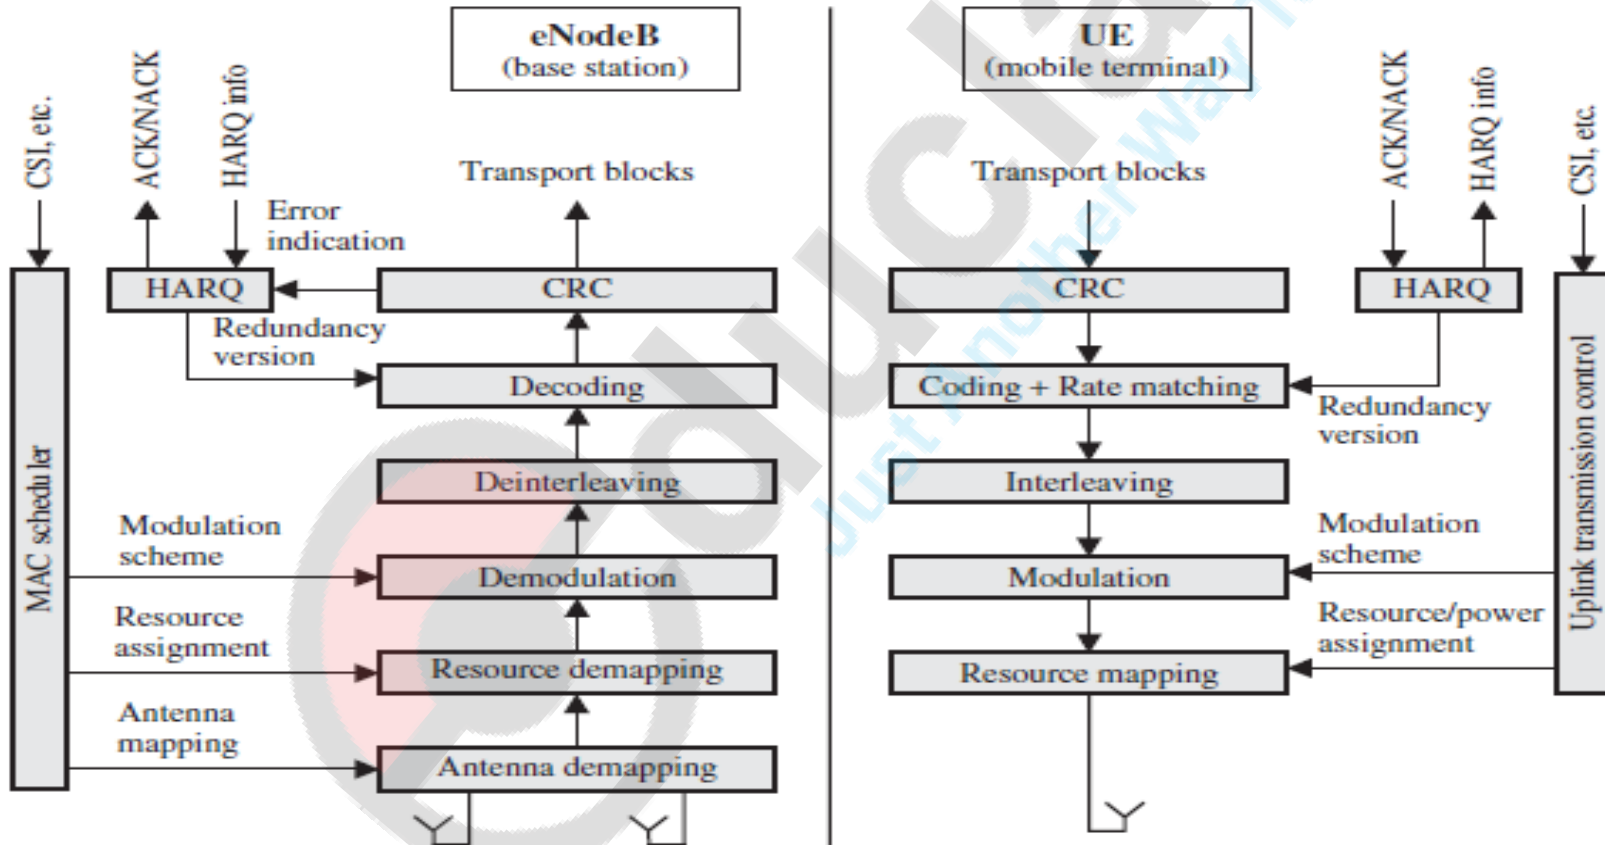 eNodeB
(base station)
UE
(mobile terminal)
CSI, etc.
ACK/NACK
HARQ info
Transport blocks
Error
indication
HARQ
CRC
Redundancy
version
Decoding
Deinterleaving
MAC scheduler
Modulation
scheme
Demodulation
Resource
assignment
Resource demapping
Antenna
mapping
Antenna demapping
Transport blocks
ACK/NACK
HARQ info
CSI, etc.
CRC
HARQ
Coding + Rate matching
Redundancy
version
Interleaving
Uplink transmission control
Modulation
scheme
Modulation
Resource/power
assignment
Resource mapping
Just Another Way